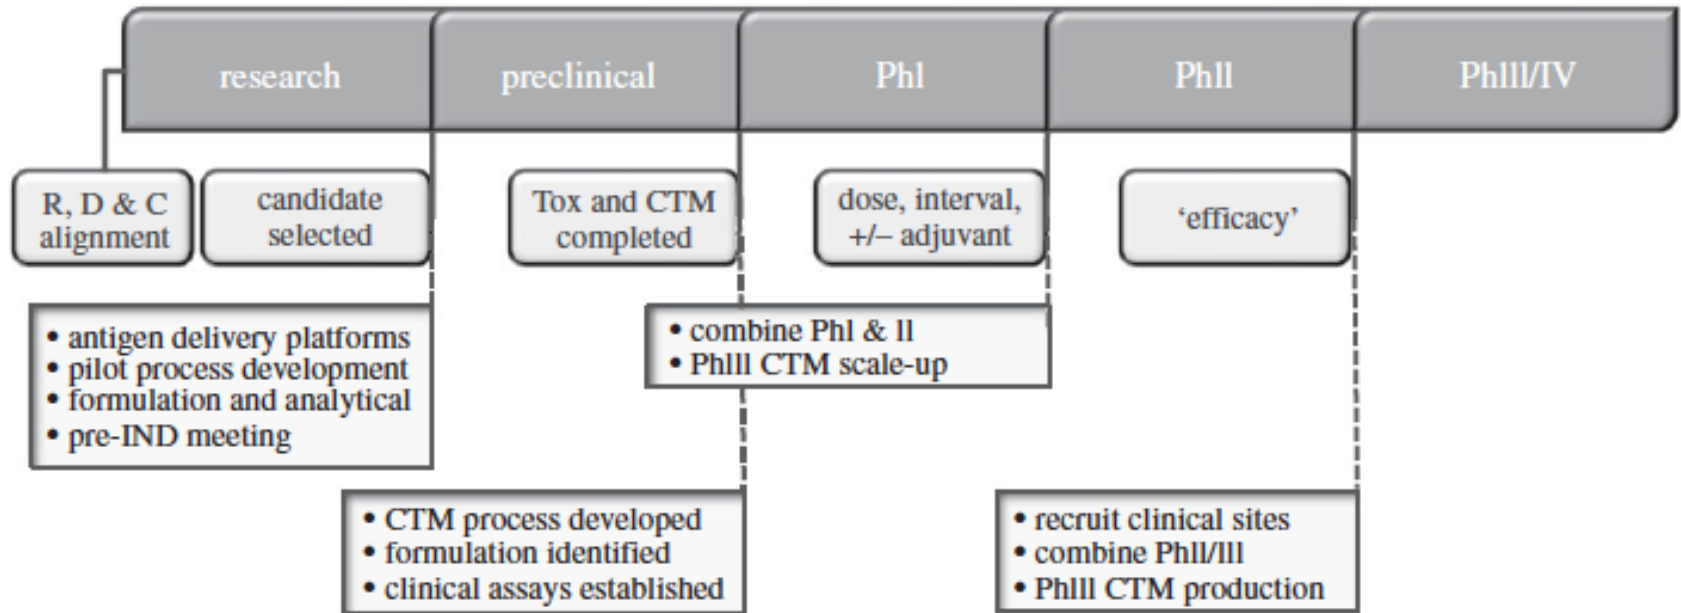 research
preclinical
PhI
PhII
PhIII/IV
R, D & C
alignment
candidate
selected
Tox and CTM
completed
dose, interval,
+/– adjuvant
‘efficacy’
• antigen delivery platforms
• pilot process development
• formulation and analytical
• pre-IND meeting
• combine PhI & II
• PhIII CTM scale-up
• CTM process developed
• formulation identified
• clinical assays established
• recruit clinical sites
• combine PhII/III
• PhIII CTM production